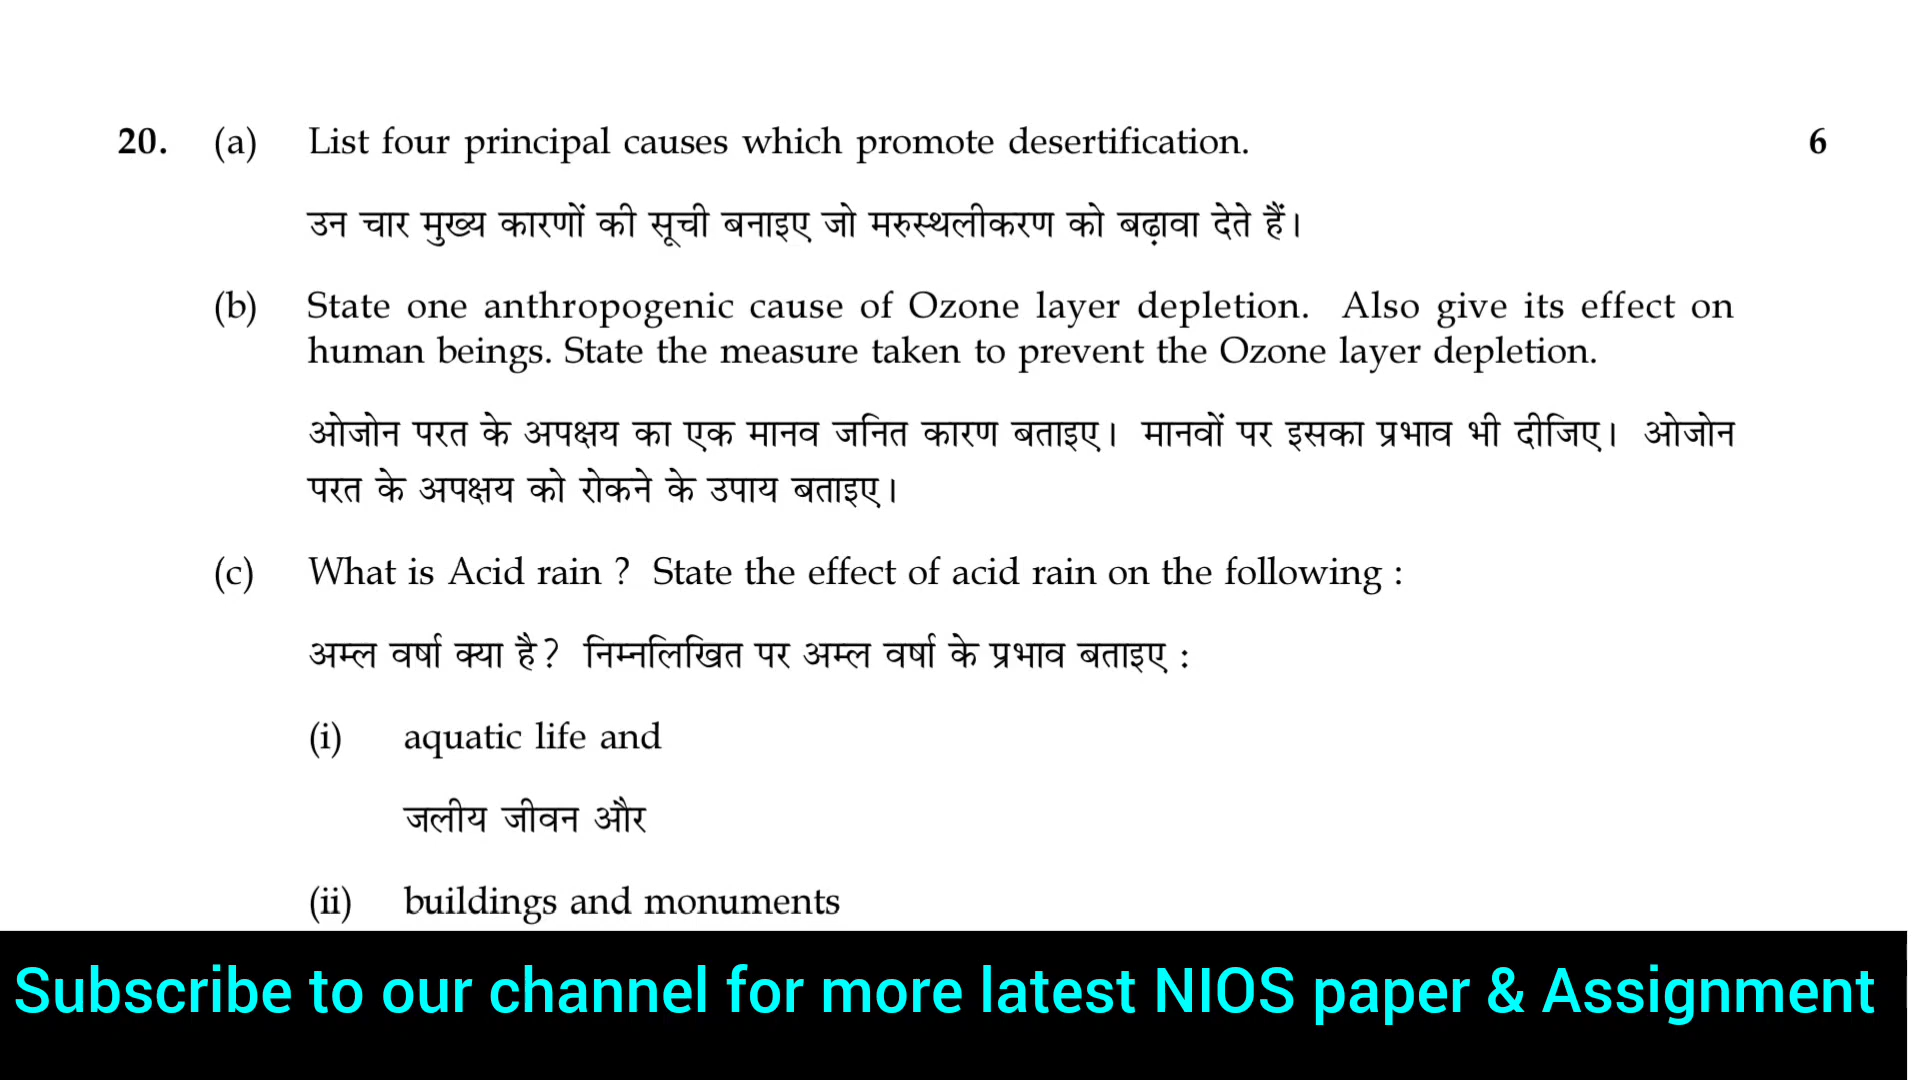 20. (a) List four principal causes which promote desertification. 6
उन चार मुख्य कारणों की सूची बनाइए जो मरुस्थलीकरण को बढ़ावा देते हैं।
(b) State one anthropogenic cause of Ozone layer depletion. Also give its effect on
human beings. State the measure taken to prevent the Ozone layer depletion.
ओजोन परत के अपक्षय का एक मानव जनित कारण बताइए। मानवों पर इसका प्रभाव भी दीजिए। ओजोन
परत के अपक्षय को रोकने के उपाय बताइए।
(c) What is Acid rain ? State the effect of acid rain on the following :
अम्ल वर्षा क्या है? निम्नलिखित पर अम्ल वर्षा के प्रभाव बताइए :
(i) aquatic life and
जलीय जीवन और
(ii) buildings and monuments
Subscribe to our channel for more latest NIOS paper & Assignment